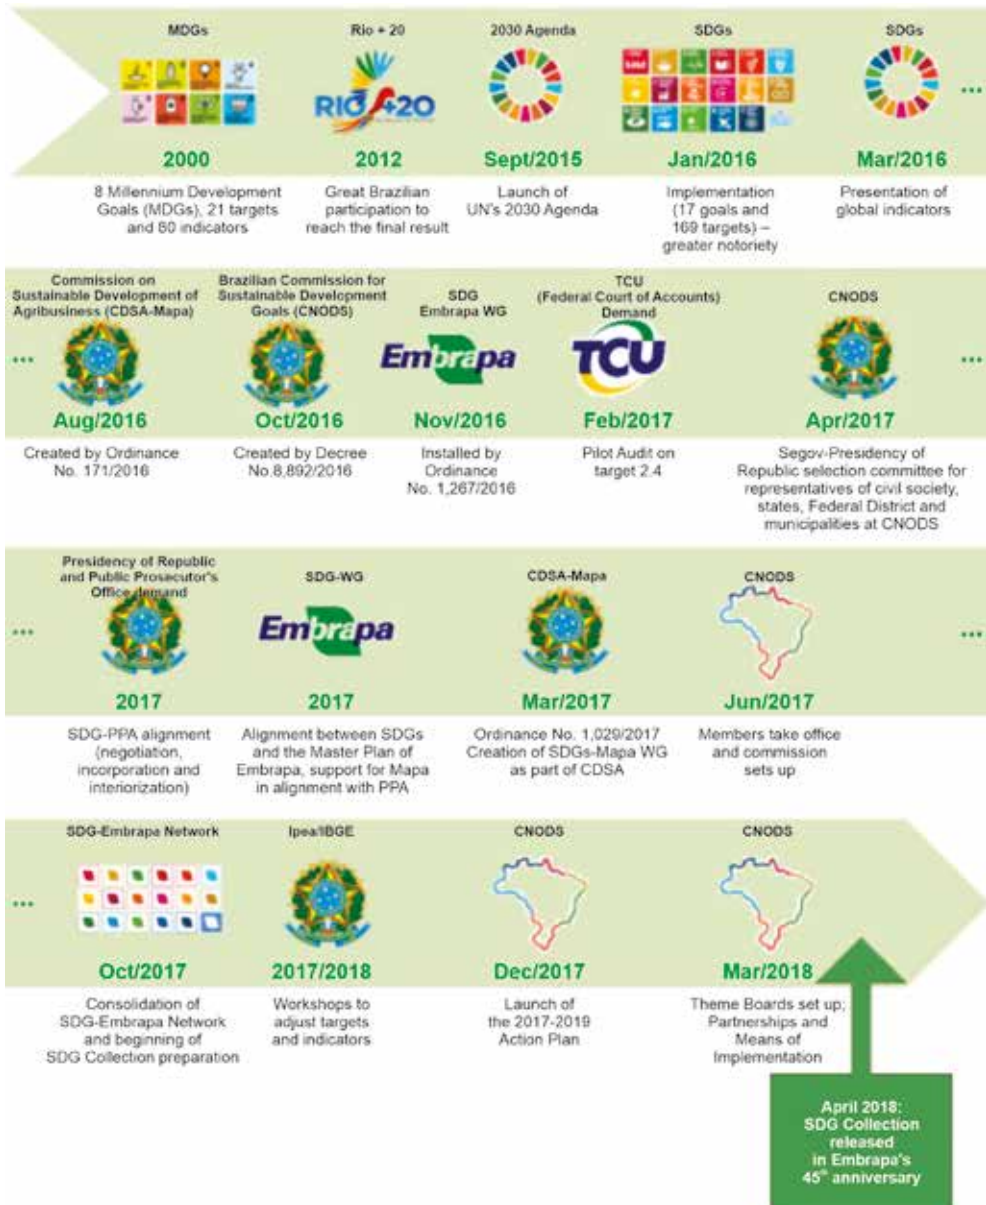 MDGs
Rio + 20
2030 Agenda
SDGs
SDGs
RIO +20
2000
2012
Sept/2015
Jan/2016
Mar/2016
8 Millennium Development
Goals (MDGs), 21 targets
and 60 indicators
Great Brazilian
participation to
reach the final result
Launch of
UN's 2030 Agenda
Implementation
(17 goals and
169 targets) –
greater notoriety
Presentation of
global indicators
Commission on
Sustainable Development of
Agribusiness (CDSA-Mapa)
Brazilian Commission for
Sustainable Development
Goals (CNODS)
SDG
Embrapa WG
TCU
(Federal Court of Accounts)
Demand
CNODS
Embrapa
TCU
Aug/2016
Oct/2016
Nov/2016
Feb/2017
Apr/2017
Created by Ordinance
No. 171/2016
Created by Decree
No.8,892/2016
Installed by
Ordinance
No. 1,267/2016
Pilot Audit on
target 2.4
Segov-Presidency of
Republic selection committee for
representatives of civil society,
states, Federal District and
municipalities at CNODS
Presidency of Republic
and Public Prosecutor's
Office demand
SDG-WG
CDSA-Mapa
CNODS
Embrapa
2017
2017
Mar/2017
Jun/2017
SDG-PPA alignment
(negotiation,
incorporation and
interiorization)
Alignment between SDGs
and the Master Plan of
Embrapa, support for Mapa
in alignment with PPA
Ordinance No. 1,029/2017
Creation of SDGs-Mapa WG
as part of CDSA
Members take office
and commission
sets up
SDG-Embrapa Network
Ipea/IBGE
CNODS
CNODS
Oct/2017
2017/2018
Dec/2017
Mar/2018
Consolidation of
SDG-Embrapa Network
and beginning of
SDG Collection preparation
Workshops to
adjust targets
and indicators
Launch of
the 2017-2019
Action Plan
Theme Boards set up;
Partnerships and
Means of
Implementation
April 2018:
SDG Collection
released
in Embrapa's
45th anniversary